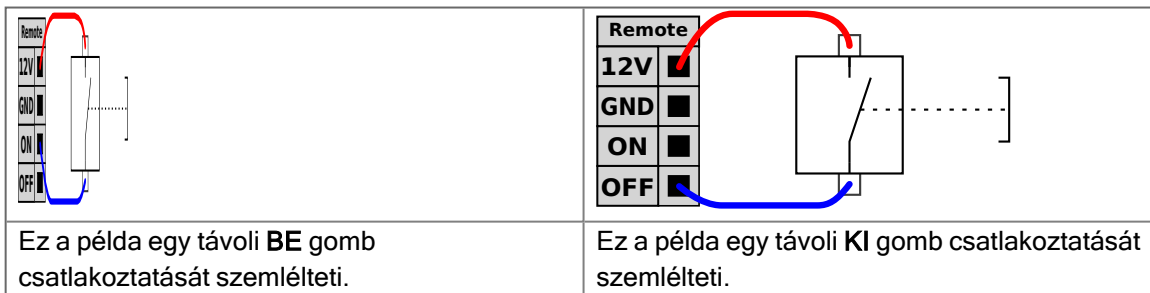 Remote
12V
GND
ON
OFF
Ez a példa egy távoli BE gomb
csatlakoztatását szemlélteti.
Remote
12V
GND
ON
OFF
Ez a példa egy távoli KI gomb csatlakoztatását
szemlélteti.